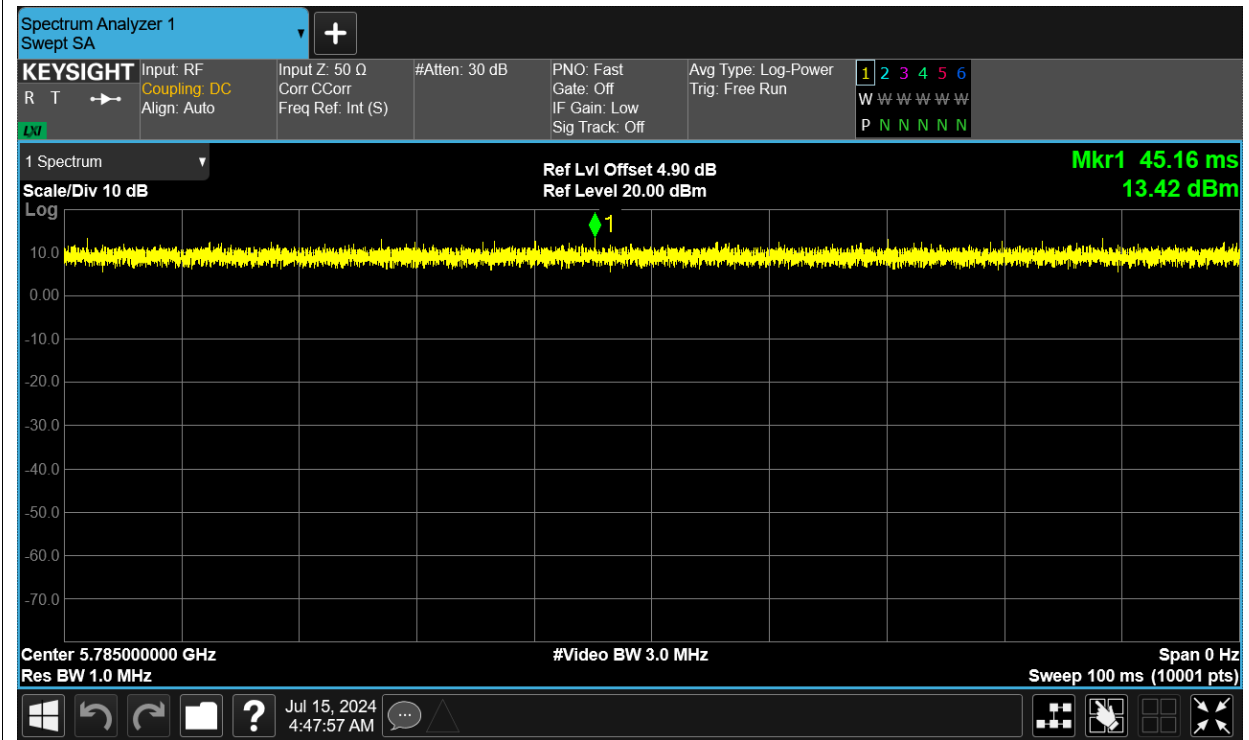 Spectrum Analyzer 1
Swept SA
KEYSIGHT
R T
LXI
Input: RF
Coupling: DC
Align: Auto
Input Z: 50 Ω
Corr CCorr
Freq Ref: Int (S)
#Atten: 30 dB
PNO: Fast
Gate: Off
IF Gain: Low
Sig Track: Off
Avg Type: Log-Power
Trig: Free Run
1 2 3 4 5 6
W W W W W W
P N N N N N
1 Spectrum
Scale/Div 10 dB
Ref Lvl Offset 4.90 dB
Ref Level 20.00 dBm
Mkr1 45.16 ms
13.42 dBm
Log
1
10.0
0.00
-10.0
-20.0
-30.0
-40.0
-50.0
-60.0
-70.0
Center 5.785000000 GHz
Res BW 1.0 MHz
#Video BW 3.0 MHz
Span 0 Hz
Sweep 100 ms (10001 pts)
?
Jul 15, 2024
4:47:57 AM